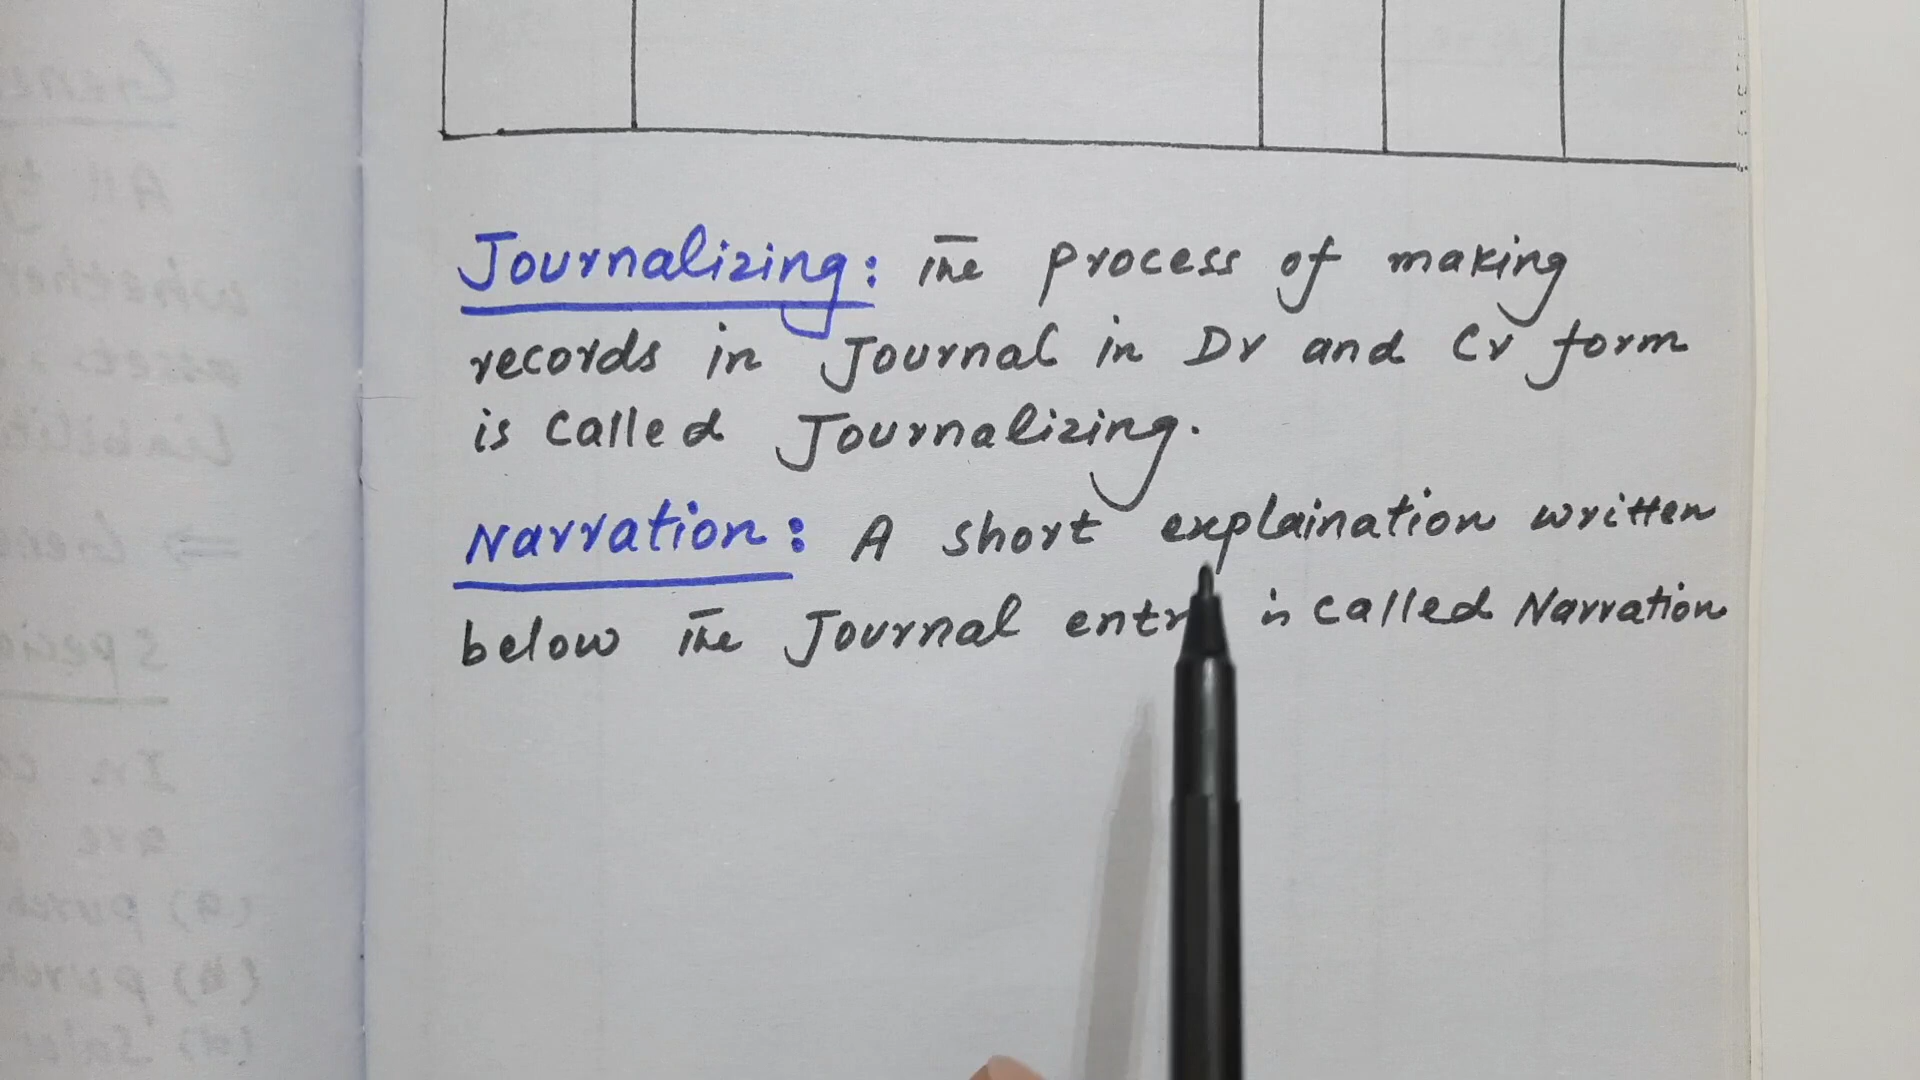 Journalizing: The process of making
records in Journal in Dr and Cr form
is called Journalizing.
Narration: A short explaination written
below the Journal entry is called Narration